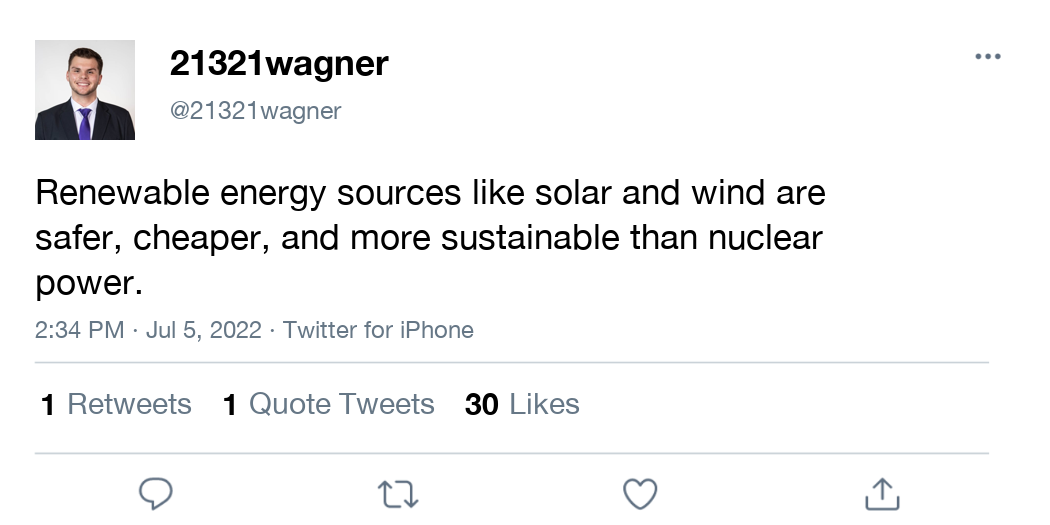 21321wagner
@21321wagner
Renewable energy sources like solar and wind are
safer, cheaper, and more sustainable than nuclear
power.
2:34 PM · Jul 5, 2022 · Twitter for iPhone
1 Retweets 1 Quote Tweets 30 Likes